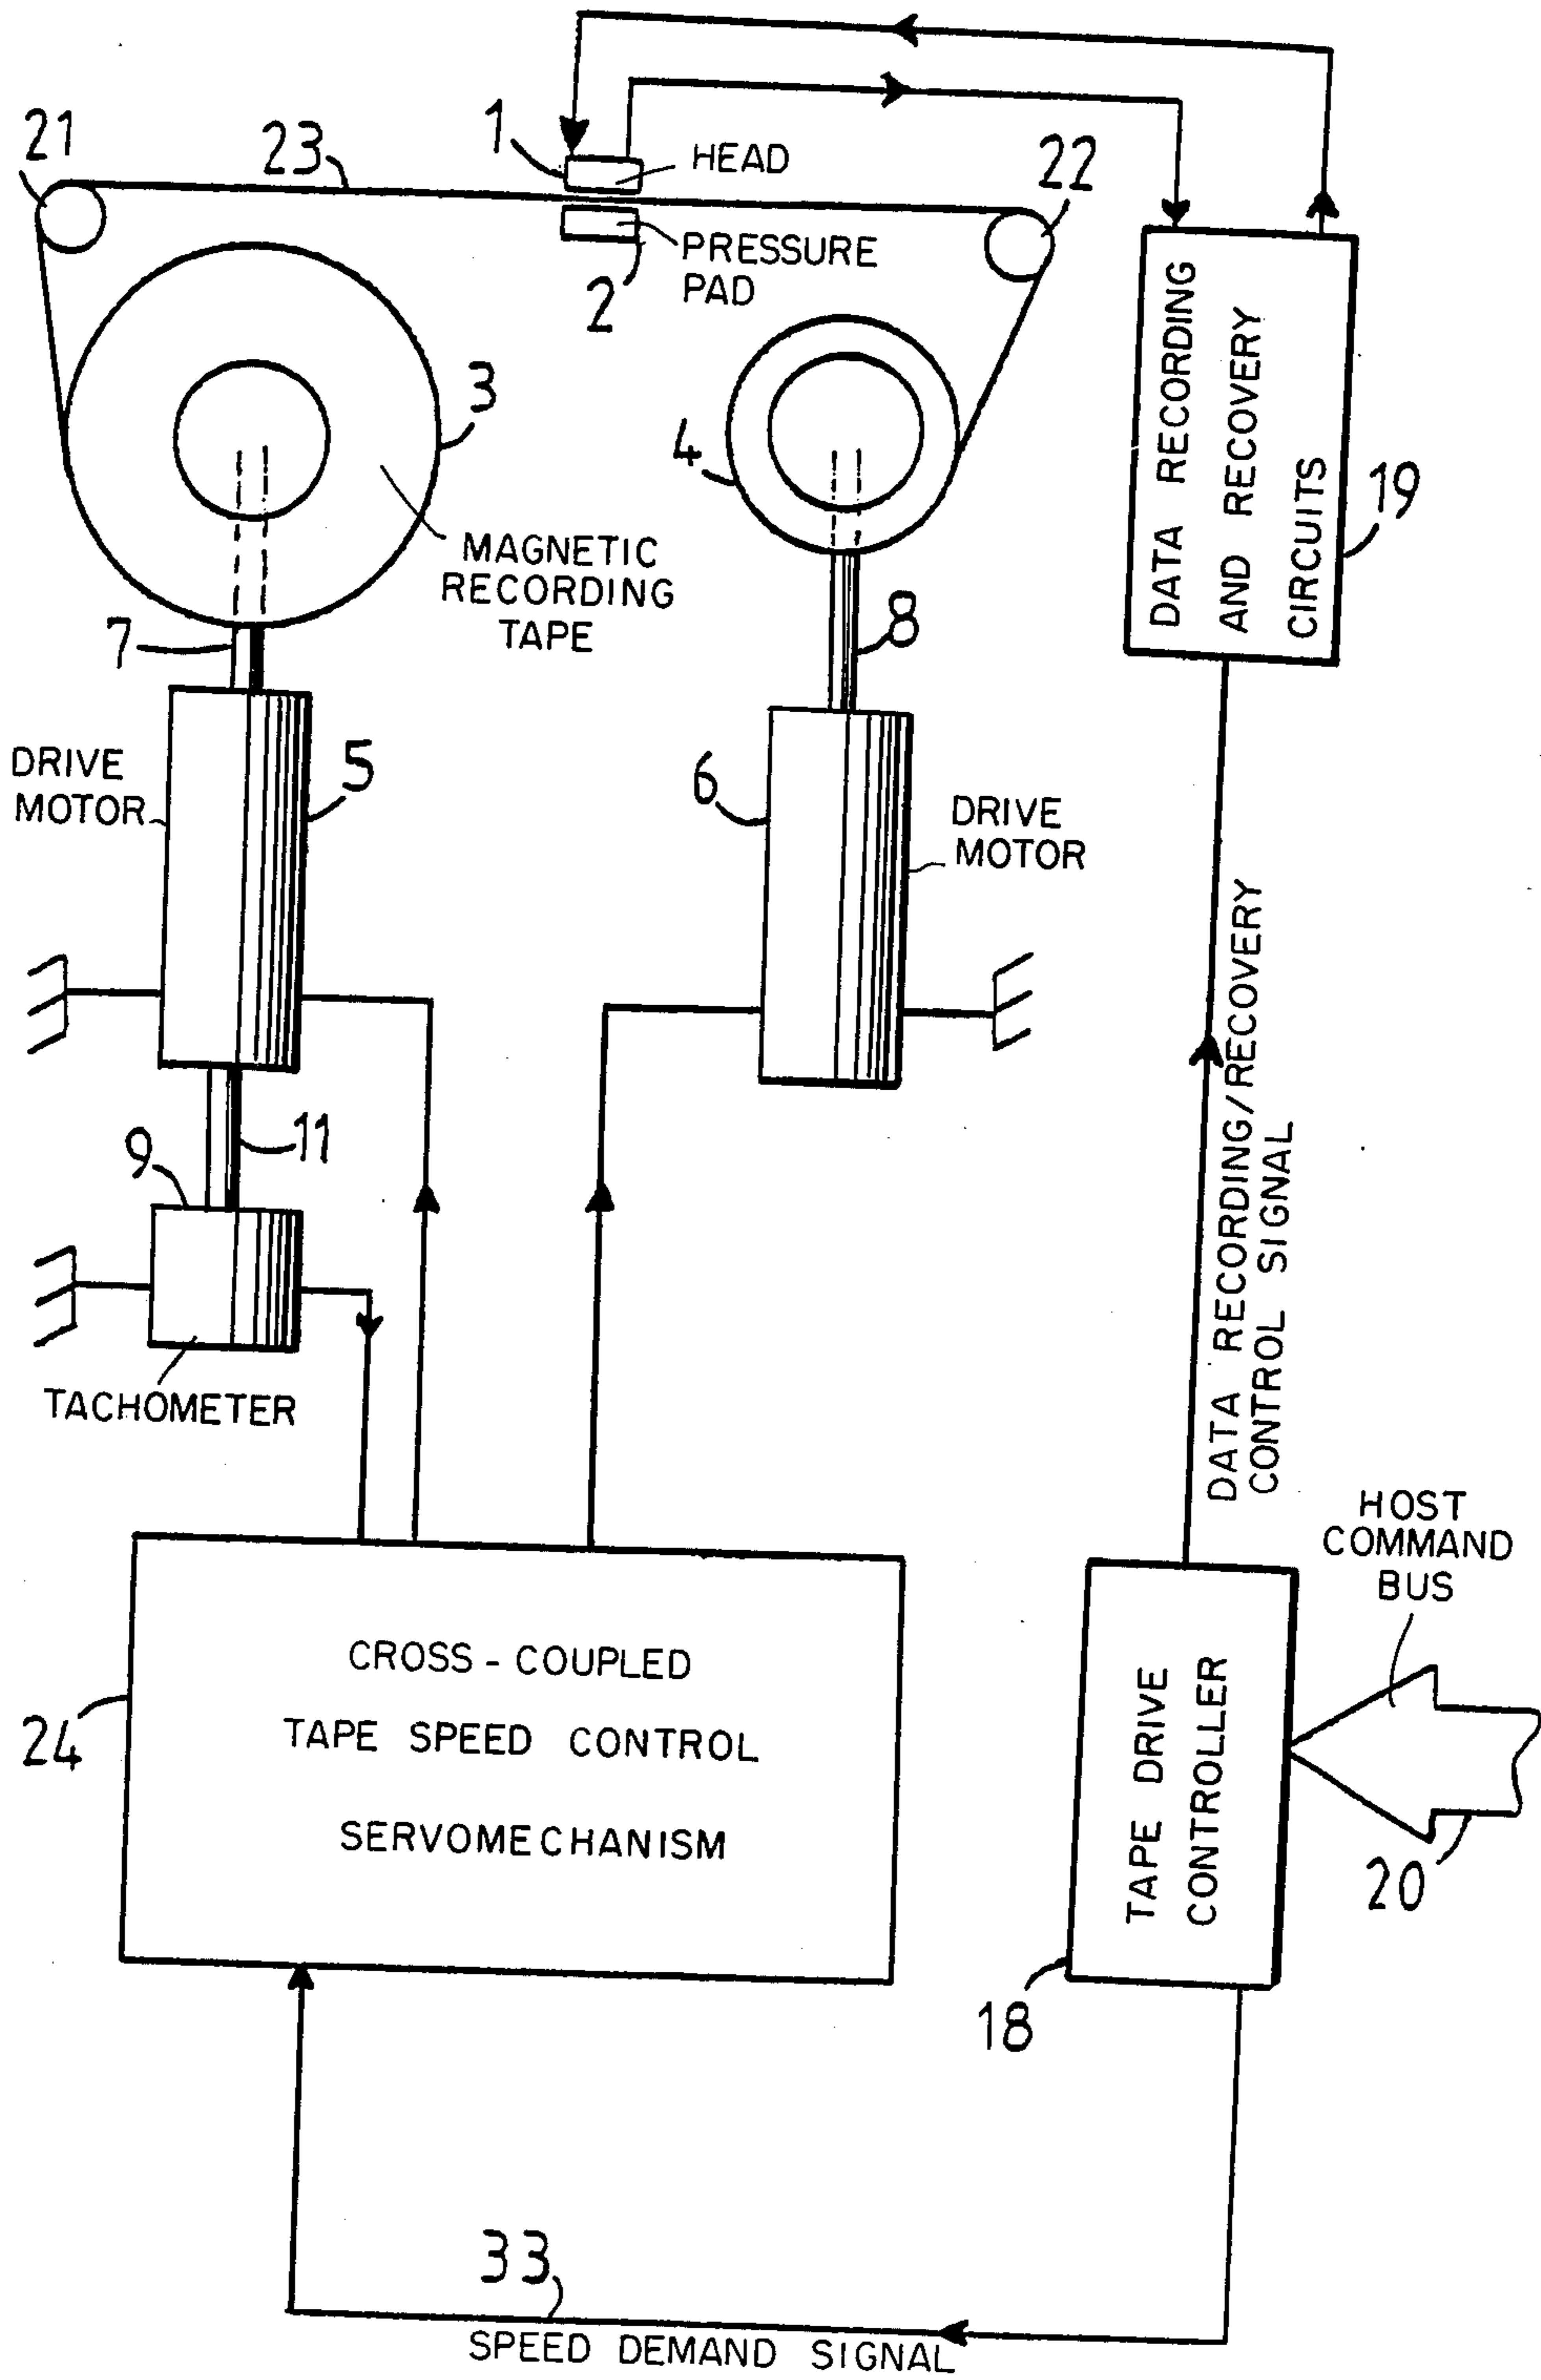 21
23
1
HEAD
22
PRESSURE
PAD
2
3
4
DATA RECORDING
AND RECOVERY
CIRCUITS
19
MAGNETIC
RECORDING
TAPE
7
8
DRIVE
MOTOR
5
6
DRIVE
MOTOR
9
11
TACHOMETER
DATA RECORDING/RECOVERY
CONTROL SIGNAL
HOST
COMMAND
BUS
CROSS - COUPLED
TAPE SPEED CONTROL
SERVOMECHANISM
24
TAPE DRIVE
CONTROLLER
20
18
33
SPEED DEMAND SIGNAL